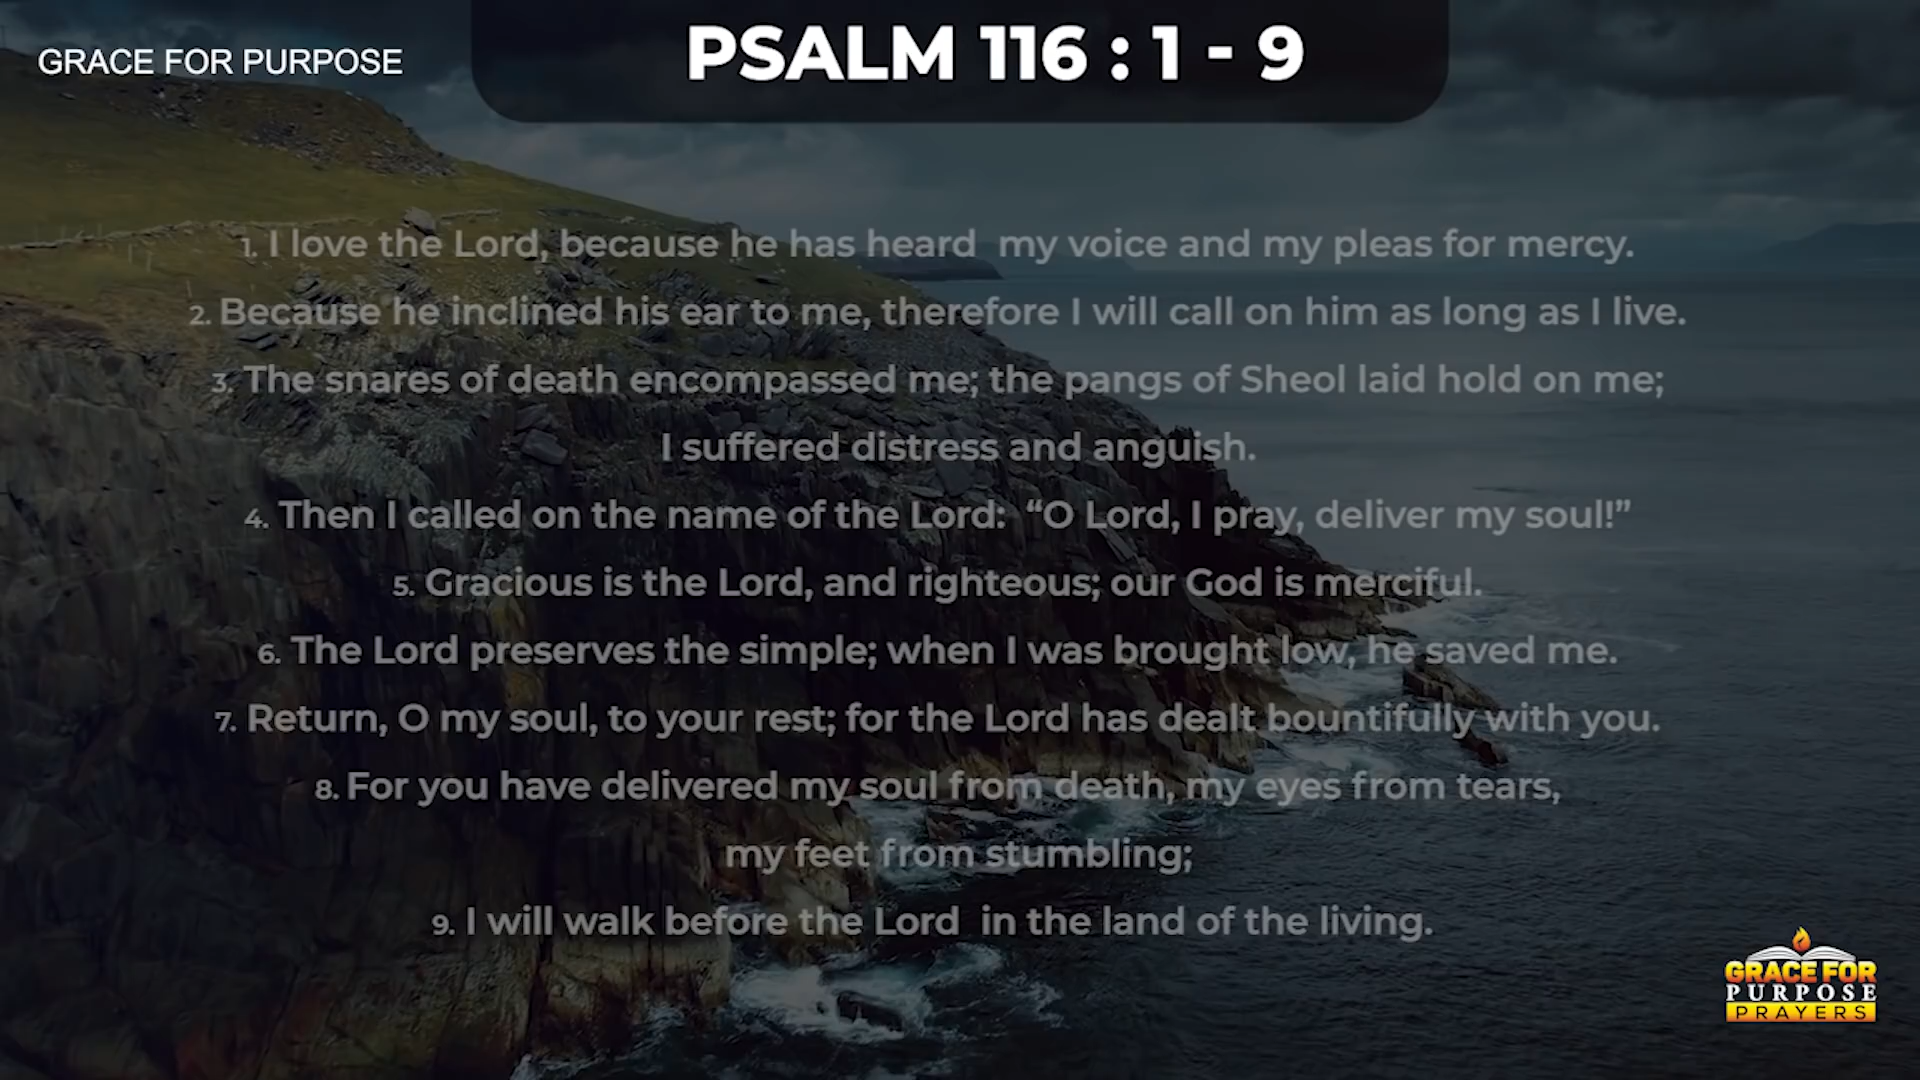 GRACE FOR PURPOSE
PSALM 116 : 1 - 9
1. I love the Lord, because he has heard my voice and my pleas for mercy.
2. Because he inclined his ear to me, therefore I will call on him as long as I live.
3. The snares of death encompassed me; the pangs of Sheol laid hold on me;
I suffered distress and anguish.
4. Then I called on the name of the Lord: “O Lord, I pray, deliver my soul!”
5. Gracious is the Lord, and righteous; our God is merciful.
6. The Lord preserves the simple; when I was brought low, he saved me.
7. Return, O my soul, to your rest; for the Lord has dealt bountifully with you.
8. For you have delivered my soul from death, my eyes from tears,
my feet from stumbling;
9. I will walk before the Lord in the land of the living.
GRACE FOR
PURPOSE
PRAYERS